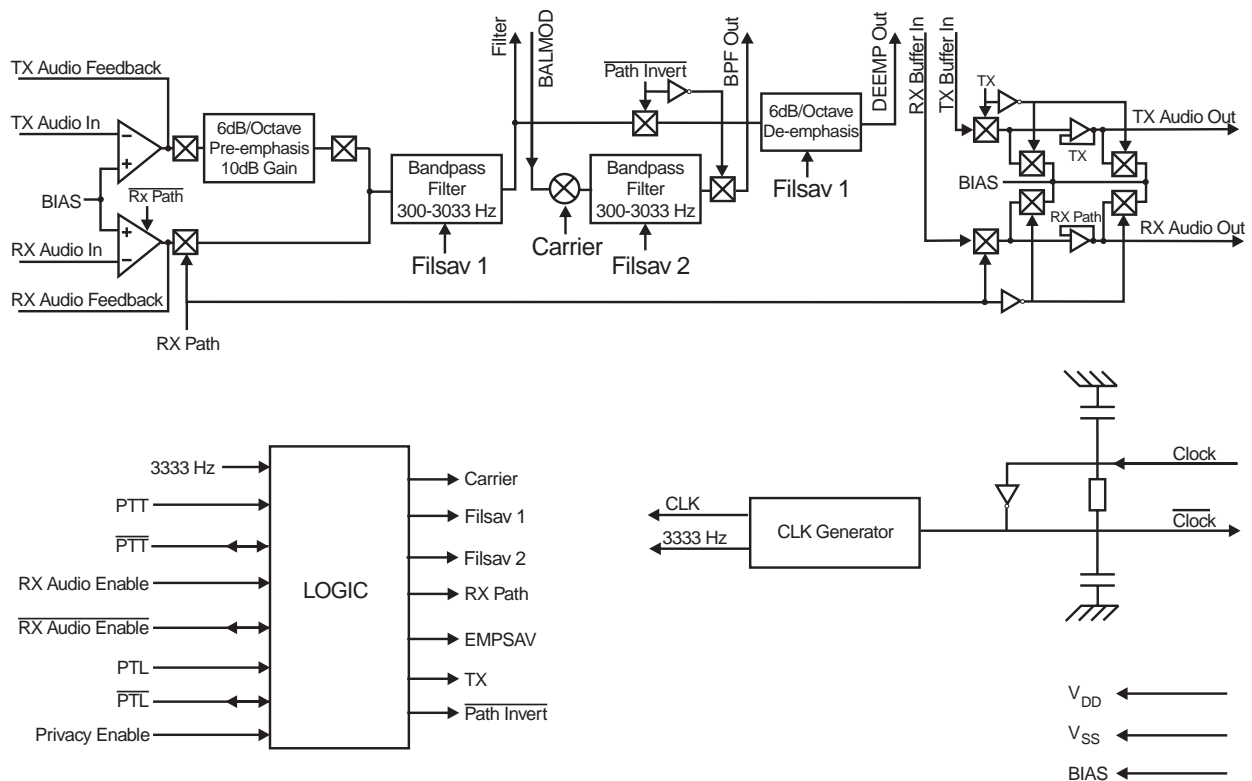 Filter
BALMOD
BPF Out
DEEMP Out
RX Buffer In
TX Buffer In
TX Audio Feedback
Path Invert
TX
TX Audio In
6dB/Octave
Pre-emphasis
10dB Gain
6dB/Octave
De-emphasis
TX Audio Out
TX
Bandpass
Filter
300-3033 Hz
Bandpass
Filter
300-3033 Hz
Filsav 1
BIAS
BIAS
Rx Path
RX Path
RX Audio In
Carrier
RX Audio Out
Filsav 1
Filsav 2
RX Audio Feedback
RX Path
3333 Hz
PTT
PTT
RX Audio Enable
RX Audio Enable
PTL
PTL
Privacy Enable
LOGIC
Carrier
Filsav 1
Filsav 2
RX Path
EMPSAV
TX
Path Invert
CLK
3333 Hz
CLK Generator
Clock
Clock
VDD
VSS
BIAS